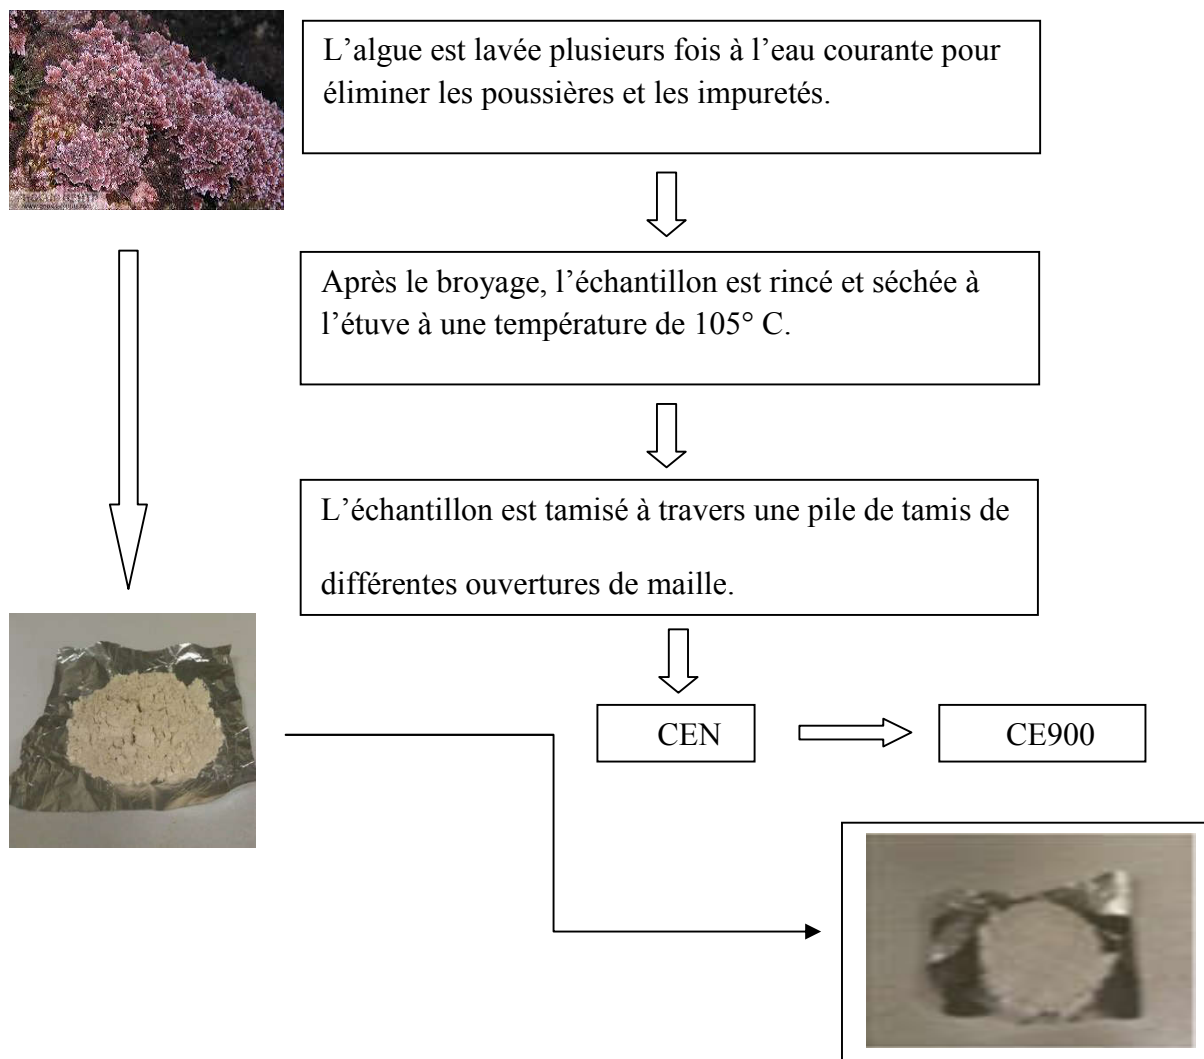 L’algue est lavée plusieurs fois à l’eau courante pour
éliminer les poussières et les impuretés.
Après le broyage, l’échantillon est rincé et séchée à
l’étuve à une température de 105° C.
L’échantillon est tamisé à travers une pile de tamis de
différentes ouvertures de maille.
CEN
CE900